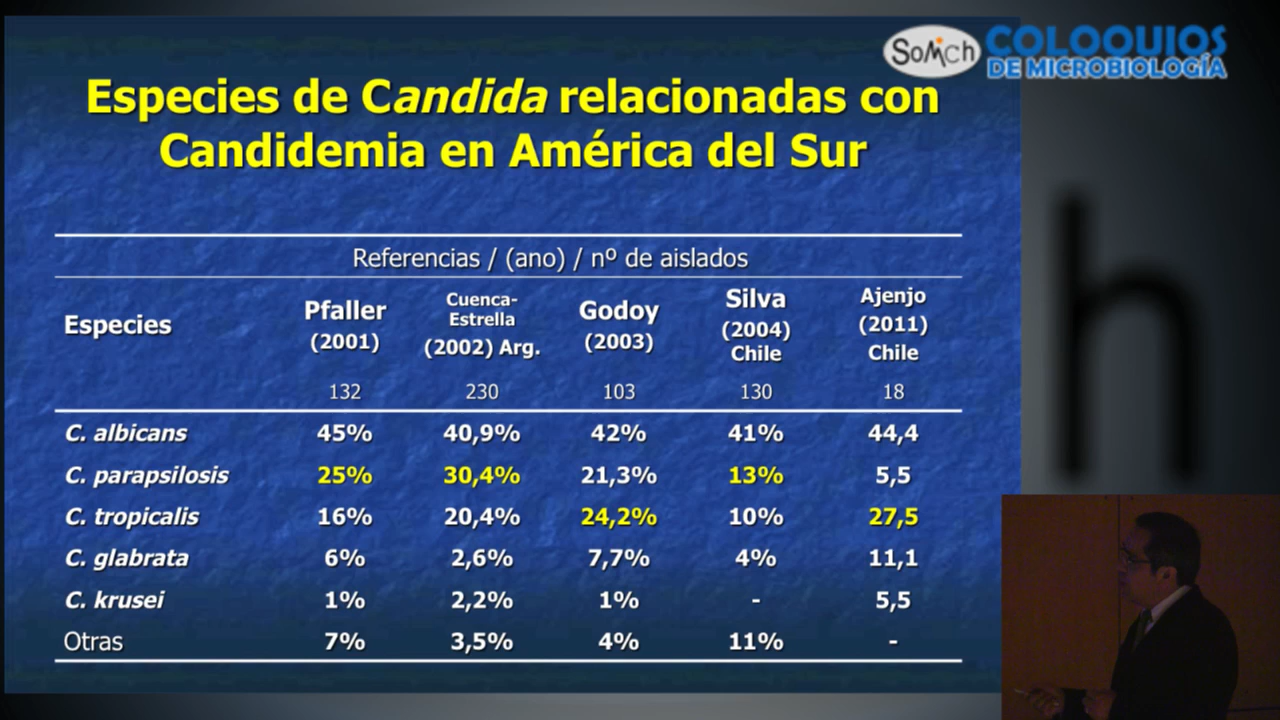 SOMiCh
COLOQUIOS
DE MICROBIOLOGÍA
Especies de Candida relacionadas con
Candidemia en América del Sur
Referencias / (ano) / nº de aislados
Especies Pfaller (2001) Cuenca-Estrella (2002) Arg. Godoy (2003) Silva (2004) Chile Ajenjo (2011) Chile
132 230 103 130 18
C. albicans 45% 40,9% 42% 41% 44,4
C. parapsilosis 25% 30,4% 21,3% 13% 5,5
C. tropicalis 16% 20,4% 24,2% 10% 27,5
C. glabrata 6% 2,6% 7,7% 4% 11,1
C. krusei 1% 2,2% 1% - 5,5
Otras 7% 3,5% 4% 11% -
h